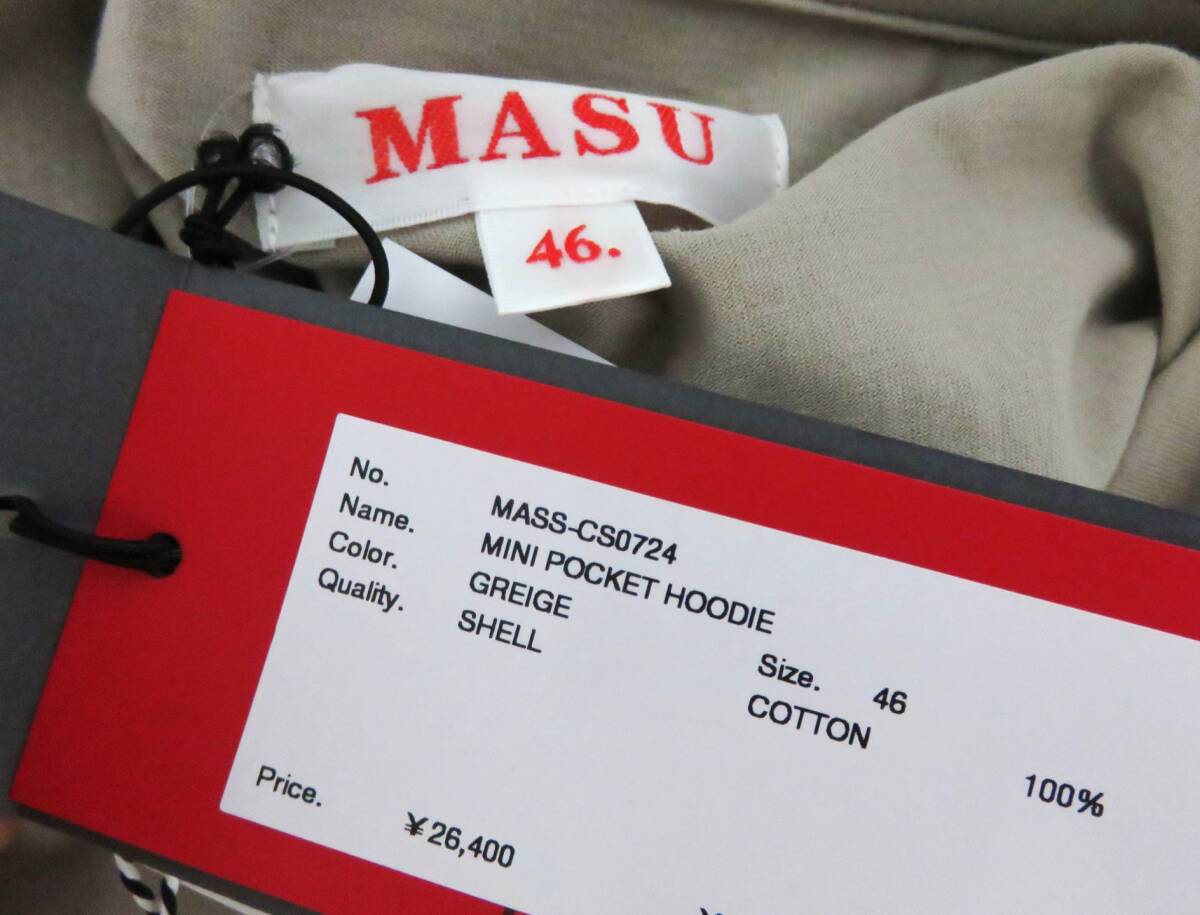 MASU
46.
No. MASS-CS0724
Name. MINI POCKET HOODIE
Color. GREIGE Size. 46
Quality. SHELL COTTON 100%
Price. ¥26,400